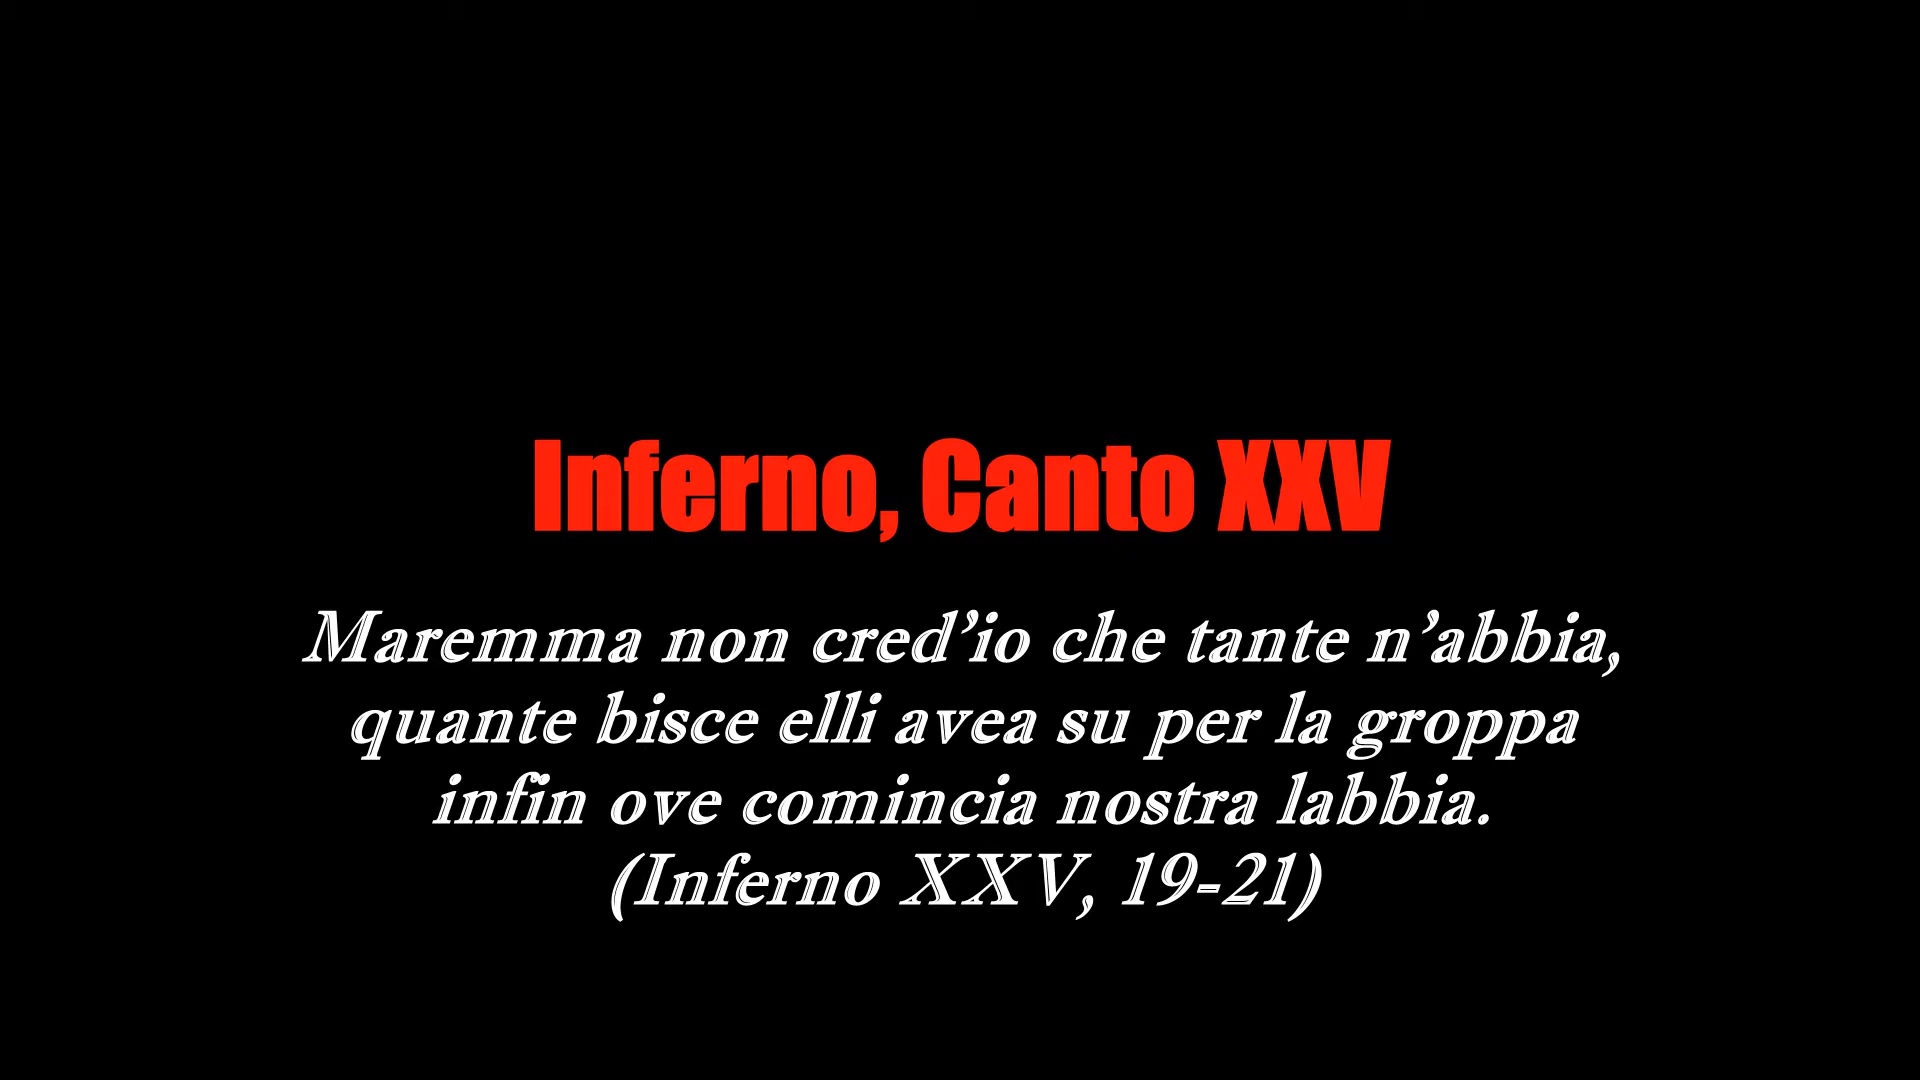 Inferno, Canto XXV
Maremma non cred’io che tante n’abbia,
quante bisce elli avea su per la groppa
infin ove comincia nostra labbia.
(Inferno XXV, 19-21)